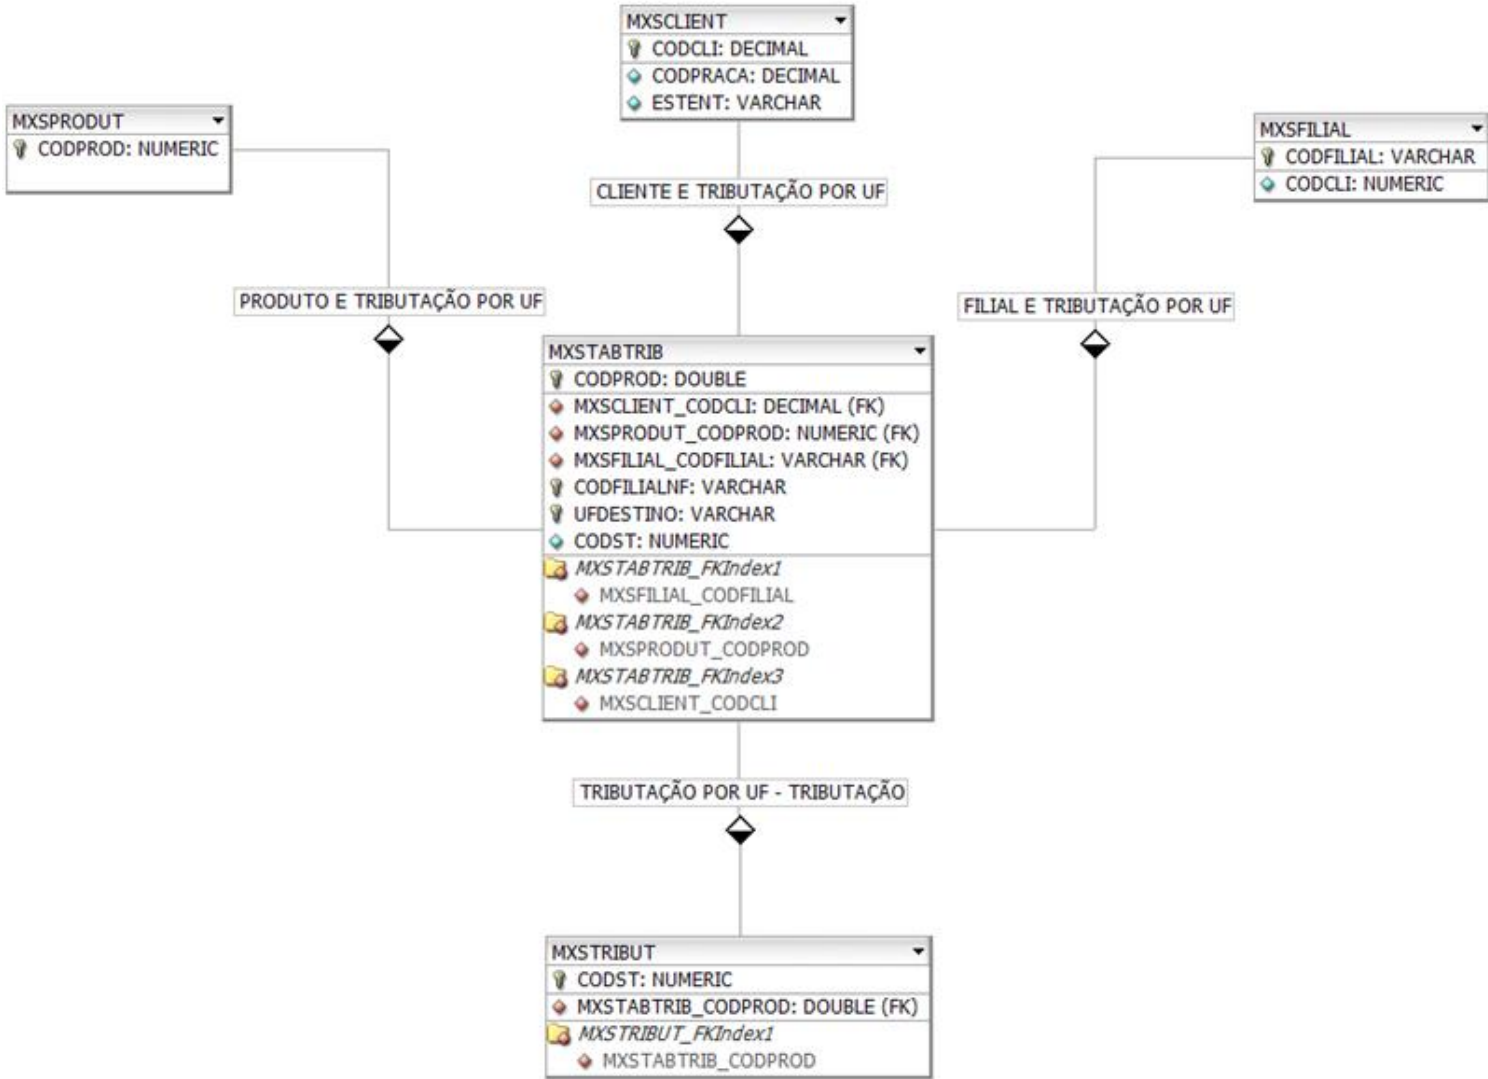 MXSCLIENT
CODCLI: DECIMAL
CODPRACA: DECIMAL
ESTENT: VARCHAR
MXSPRODUT
CODPROD: NUMERIC
MXSFILIAL
CODFILIAL: VARCHAR
CODCLI: NUMERIC
CLIENTE E TRIBUTAÇÃO POR UF
PRODUTO E TRIBUTAÇÃO POR UF
FILIAL E TRIBUTAÇÃO POR UF
MXSTABTRIB
CODPROD: DOUBLE
MXSCLIENT_CODCLI: DECIMAL (FK)
MXSPRODUT_CODPROD: NUMERIC (FK)
MXSFILIAL_CODFILIAL: VARCHAR (FK)
CODFILIALNF: VARCHAR
UFDESTINO: VARCHAR
CODST: NUMERIC
MXSTABTRIB_FKIndex1
MXSFILIAL_CODFILIAL
MXSTABTRIB_FKIndex2
MXSPRODUT_CODPROD
MXSTABTRIB_FKIndex3
MXSCLIENT_CODCLI
TRIBUTAÇÃO POR UF - TRIBUTAÇÃO
MXSTRIBUT
CODST: NUMERIC
MXSTABTRIB_CODPROD: DOUBLE (FK)
MXSTRIBUT_FKIndex1
MXSTABTRIB_CODPROD